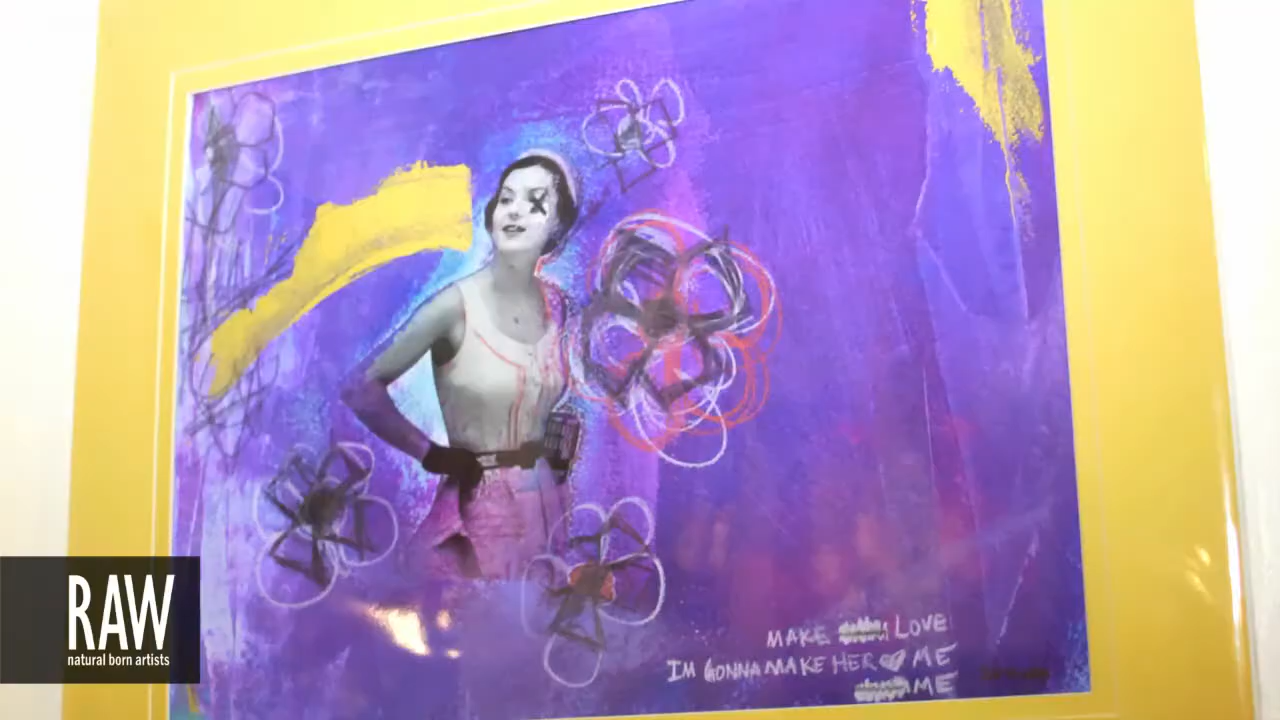 MAKE LOVE
IM GONNA MAKE HER ME
ME
RAW
natural born artists